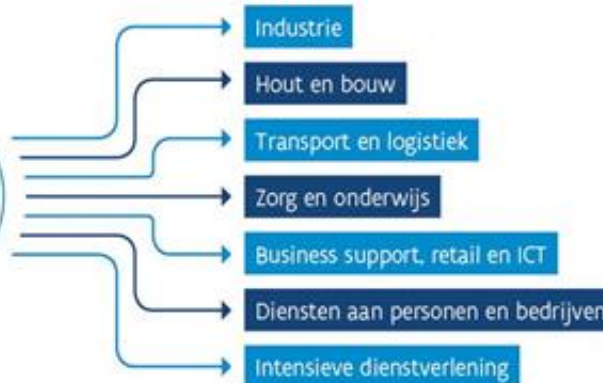 Industrie
Hout en bouw
Transport en logistiek
Zorg en onderwijs
Business support, retail en ICT
Diensten aan personen en bedrijven
Intensieve dienstverlening